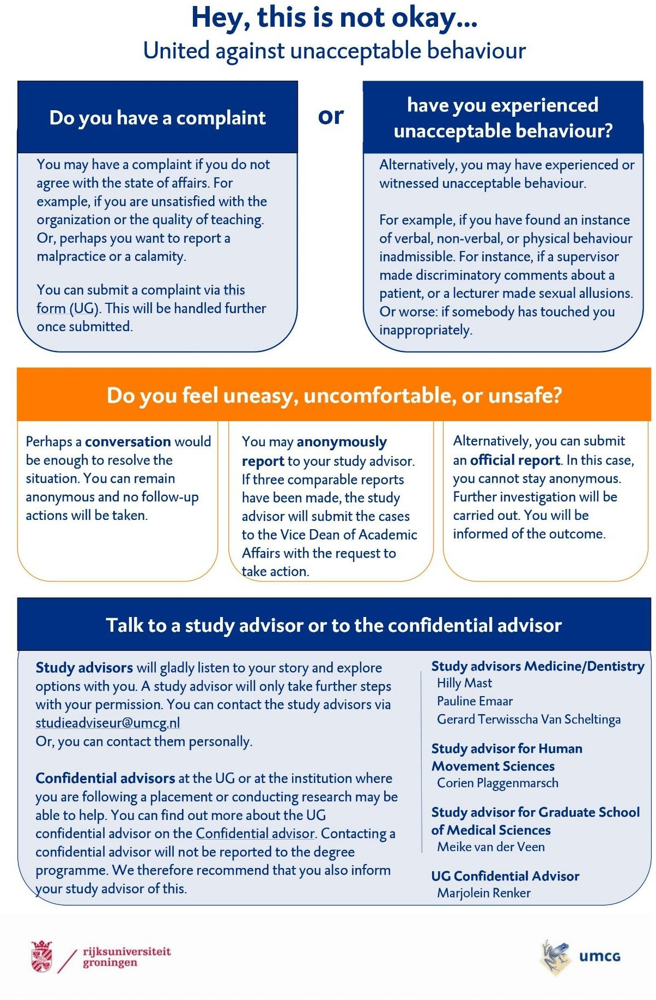 Hey, this is not okay...
United against unacceptable behaviour
Do you have a complaint
You may have a complaint if you do not
agree with the state of affairs. For
example, if you are unsatisfied with the
organization or the quality of teaching.
Or, perhaps you want to report a
malpractice or a calamity.
You can submit a complaint via this
form (UG). This will be handled further
once submitted.
or
have you experienced
unacceptable behaviour?
Alternatively, you may have experienced or
witnessed unacceptable behaviour.
For example, if you have found an instance
of verbal, non-verbal, or physical behaviour
inadmissible. For instance, if a supervisor
made discriminatory comments about a
patient, or a lecturer made sexual allusions.
Or worse: if somebody has touched you
inappropriately.
Do you feel uneasy, uncomfortable, or unsafe?
Perhaps a conversation would
be enough to resolve the
situation. You can remain
anonymous and no follow-up
actions will be taken.
You may anonymously
report to your study advisor.
If three comparable reports
have been made, the study
advisor will submit the cases
to the Vice Dean of Academic
Affairs with the request to
take action.
Alternatively, you can submit
an official report. In this case,
you cannot stay anonymous.
Further investigation will be
carried out. You will be
informed of the outcome.
Talk to a study advisor or to the confidential advisor
Study advisors will gladly listen to your story and explore
options with you. A study advisor will only take further steps
with your permission. You can contact the study advisors via
studieadviseur@umcg.nl
Or, you can contact them personally.
Confidential advisors at the UG or at the institution where
you are following a placement or conducting research may be
able to help. You can find out more about the UG
confidential advisor on the Confidential advisor. Contacting a
confidential advisor will not be reported to the degree
programme. We therefore recommend that you also inform
your study advisor of this.
Study advisors Medicine/Dentistry
Hilly Mast
Pauline Emaar
Gerard Terwisscha Van Scheltinga
Study advisor for Human
Movement Sciences
Corien Plaggenmarsch
Study advisor for Graduate School
of Medical Sciences
Meike van der Veen
UG Confidential Advisor
Marjolein Renker
rijksuniversiteit
groningen
umcg